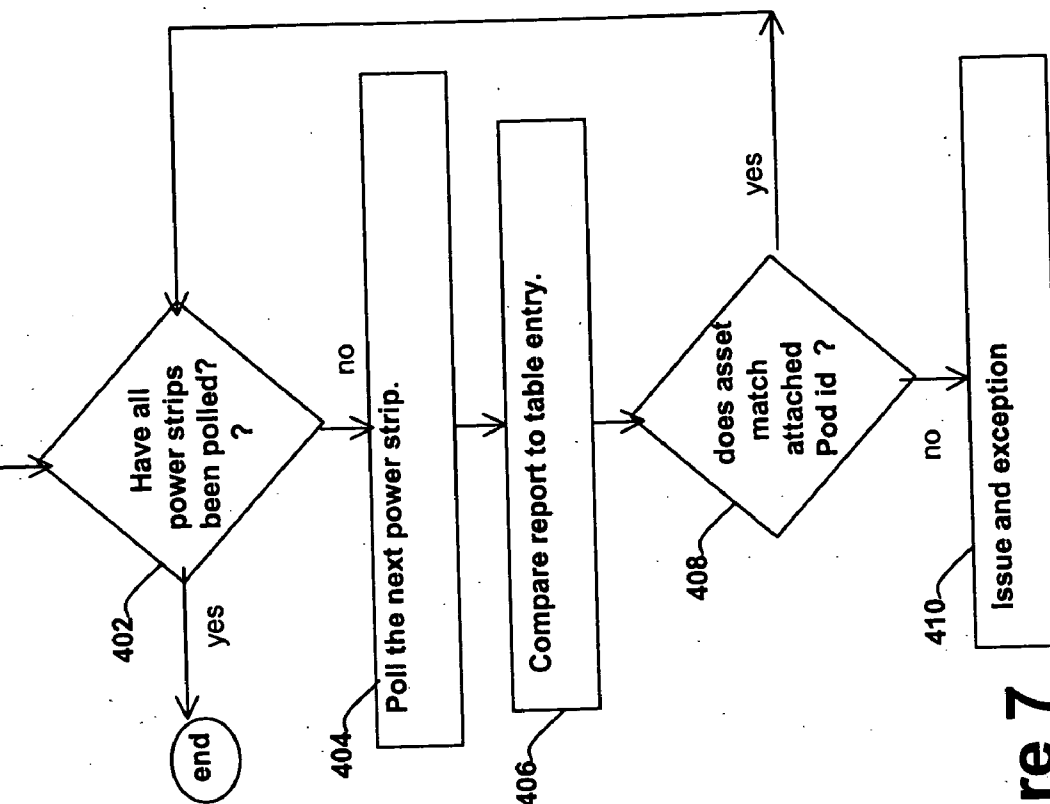 Have all
power strips
been polled?
?
402
yes
end
no
404
Poll the next power strip.
406
Compare report to table entry.
408
does asset
match
attached
Pod id ?
yes
no
410
Issue and exception
re 7